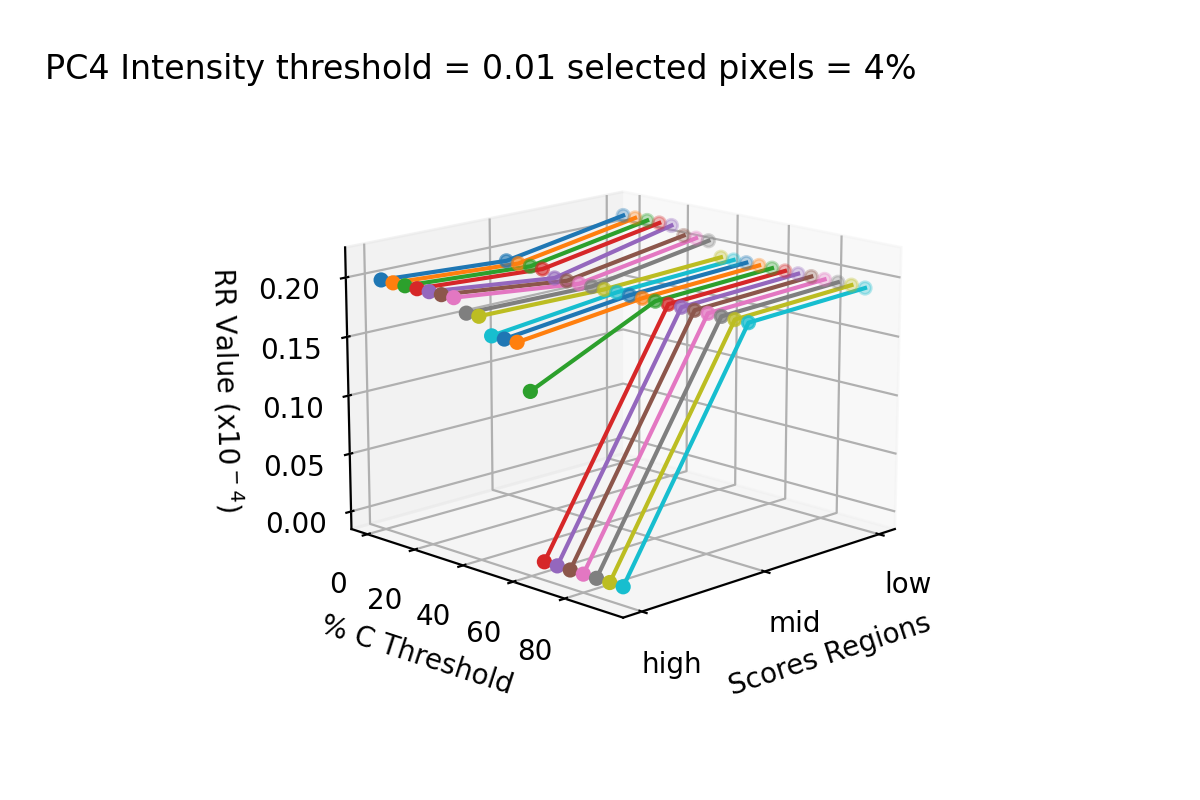 PC4 Intensity threshold = 0.01 selected pixels = 4%
RR Value (x10⁻⁴)
0.20
0.15
0.10
0.05
0.00
0
20
40
60
80
% C Threshold
low
mid
high
Scores Regions